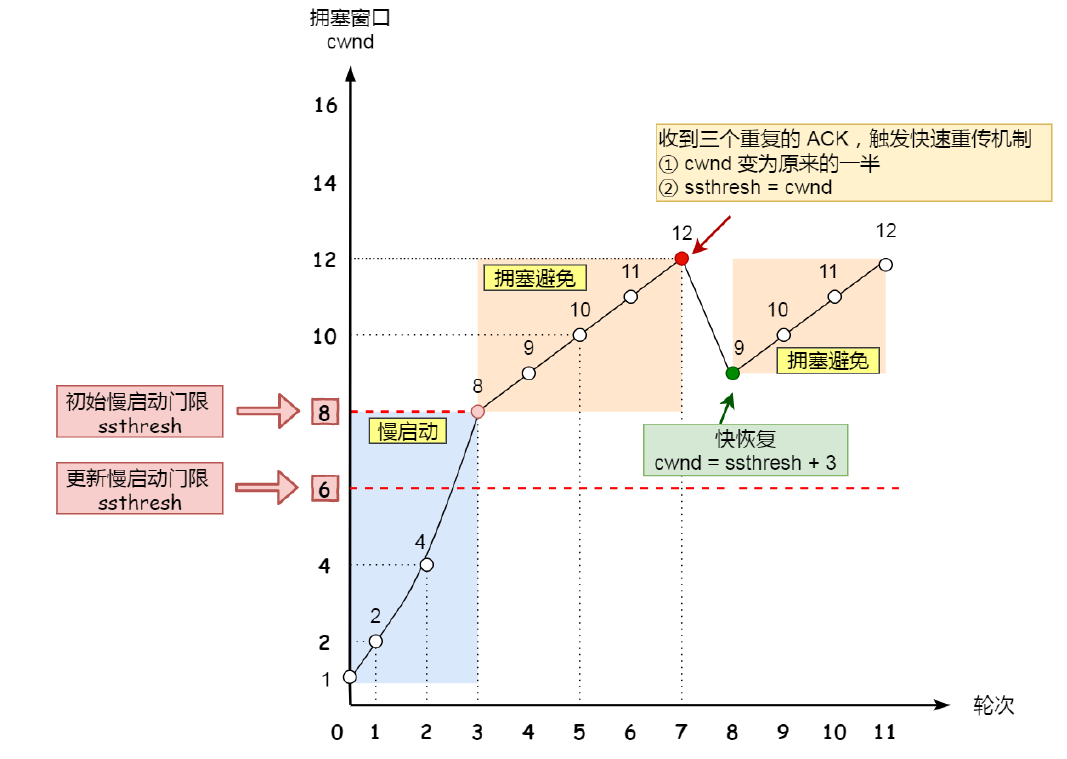 拥塞窗口
cwnd
16
14
12
10
8
6
4
2
1
0
1
2
3
4
5
6
7
8
9
10
11
轮次
初始慢启动门限
ssthresh
更新慢启动门限
ssthresh
慢启动
2
4
8
拥塞避免
9
10
11
12
收到三个重复的 ACK，触发快速重传机制
① cwnd 变为原来的一半
② ssthresh = cwnd
9
10
11
12
拥塞避免
快恢复
cwnd = ssthresh + 3